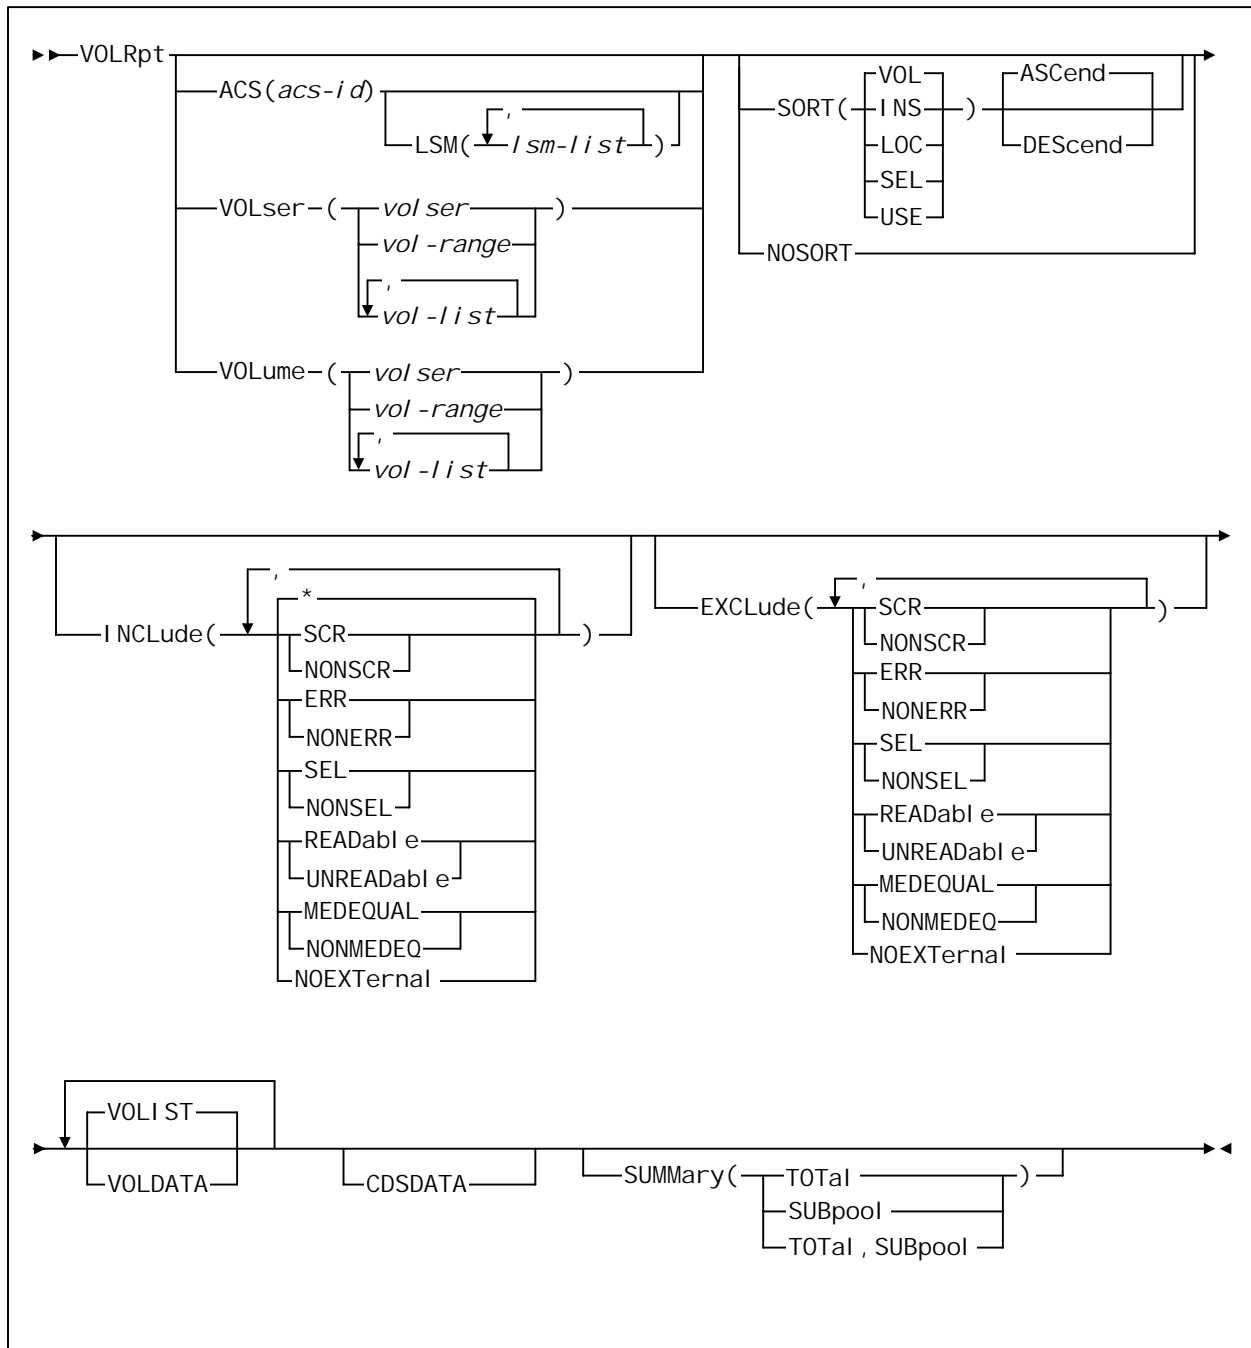 VOLRpt
ACS(acs-id)
,
LSM( lsm-list )
VOLser ( volser )
vol-range
,
vol-list
VOLume ( volser )
vol-range
,
vol-list
SORT( VOL ) ASCend
INS
LOC DEScend
SEL
USE
NOSORT
INCLude( , )
*
SCR
NONSCR
ERR
NONERR
SEL
NONSEL
READable
UNREADable
MEDEQUAL
NONMEDEQ
NOEXTernal
EXCLude( , )
SCR
NONSCR
ERR
NONERR
SEL
NONSEL
READable
UNREADable
MEDEQUAL
NONMEDEQ
NOEXTernal
VOLIST
VOLDATA
CDSDATA
SUMMary( TOTal )
SUBpool
TOTal,SUBpool